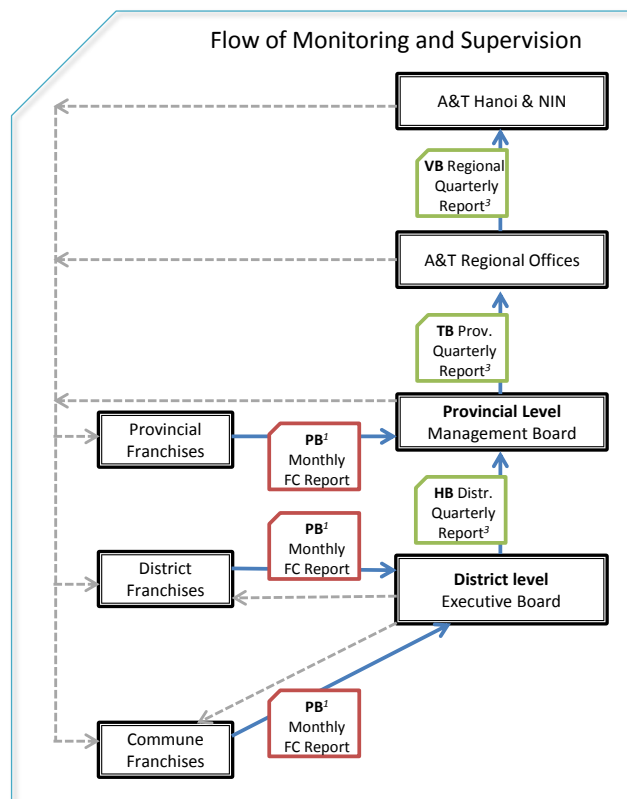 Flow of Monitoring and Supervision
A&T Hanoi & NIN
VB Regional
Quarterly
Report3
A&T Regional Offices
TB Prov.
Quarterly
Report3
Provincial Level
Management Board
Provincial
Franchises
PB1
Monthly
FC Report
HB Distr.
Quarterly
Report3
PB1
Monthly
FC Report
District
Franchises
District level
Executive Board
PB1
Monthly
FC Report
Commune
Franchises